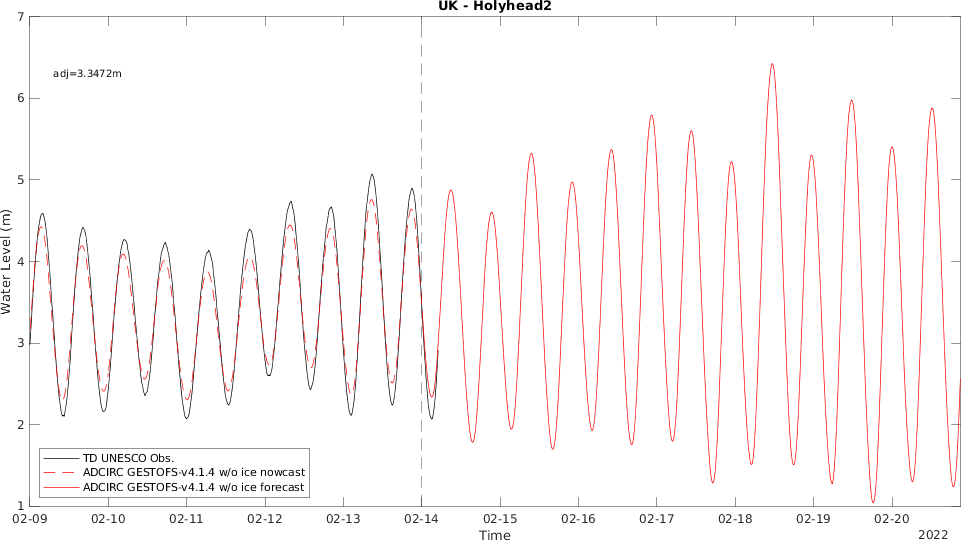 UK - Holyhead2
adj=3.3472m
Water Level (m)
7
6
5
4
3
2
1
TD UNESCO Obs.
ADCIRC GESTOFS-v4.1.4 w/o ice nowcast
ADCIRC GESTOFS-v4.1.4 w/o ice forecast
02-09 02-10 02-11 02-12 02-13 02-14 02-15 02-16 02-17 02-18 02-19 02-20
Time
2022